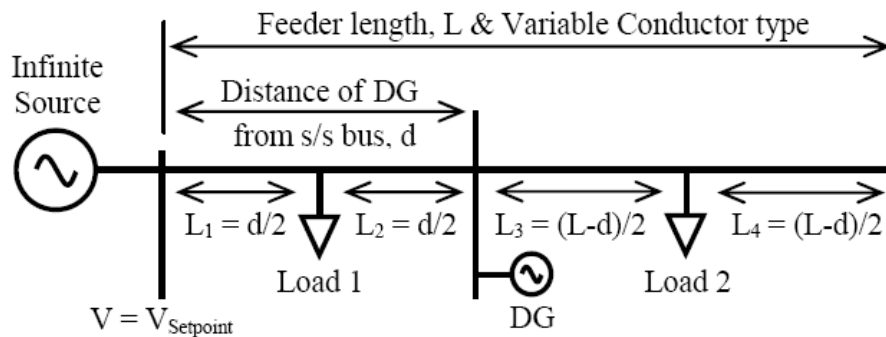 Feeder length, L & Variable Conductor type
Infinite
Source
Distance of DG
from s/s bus, d
L₁ = d/2
L₂ = d/2
L₃ = (L-d)/2
L₄ = (L-d)/2
Load 1
Load 2
DG
V = V_Setpoint